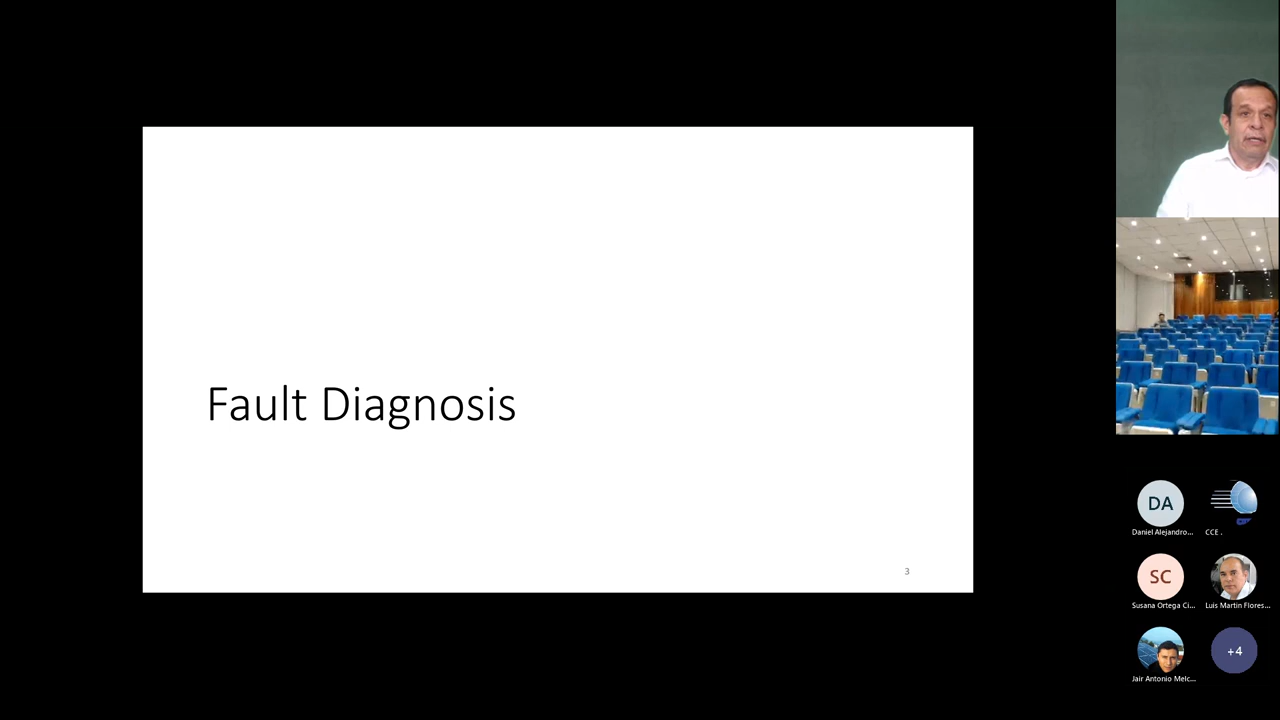 Fault Diagnosis
3
DA
Daniel Alejandro...
CCE .
SC
Susana Ortega Ci...
Luis Martin Flores...
Jair Antonio Melc...
+4